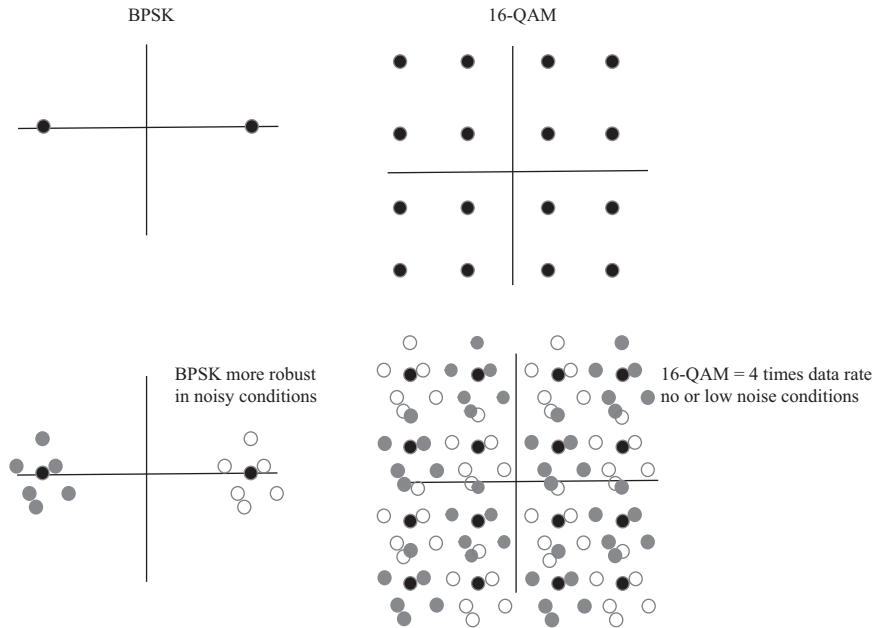 BPSK
16-QAM
BPSK more robust
in noisy conditions
16-QAM = 4 times data rate
no or low noise conditions